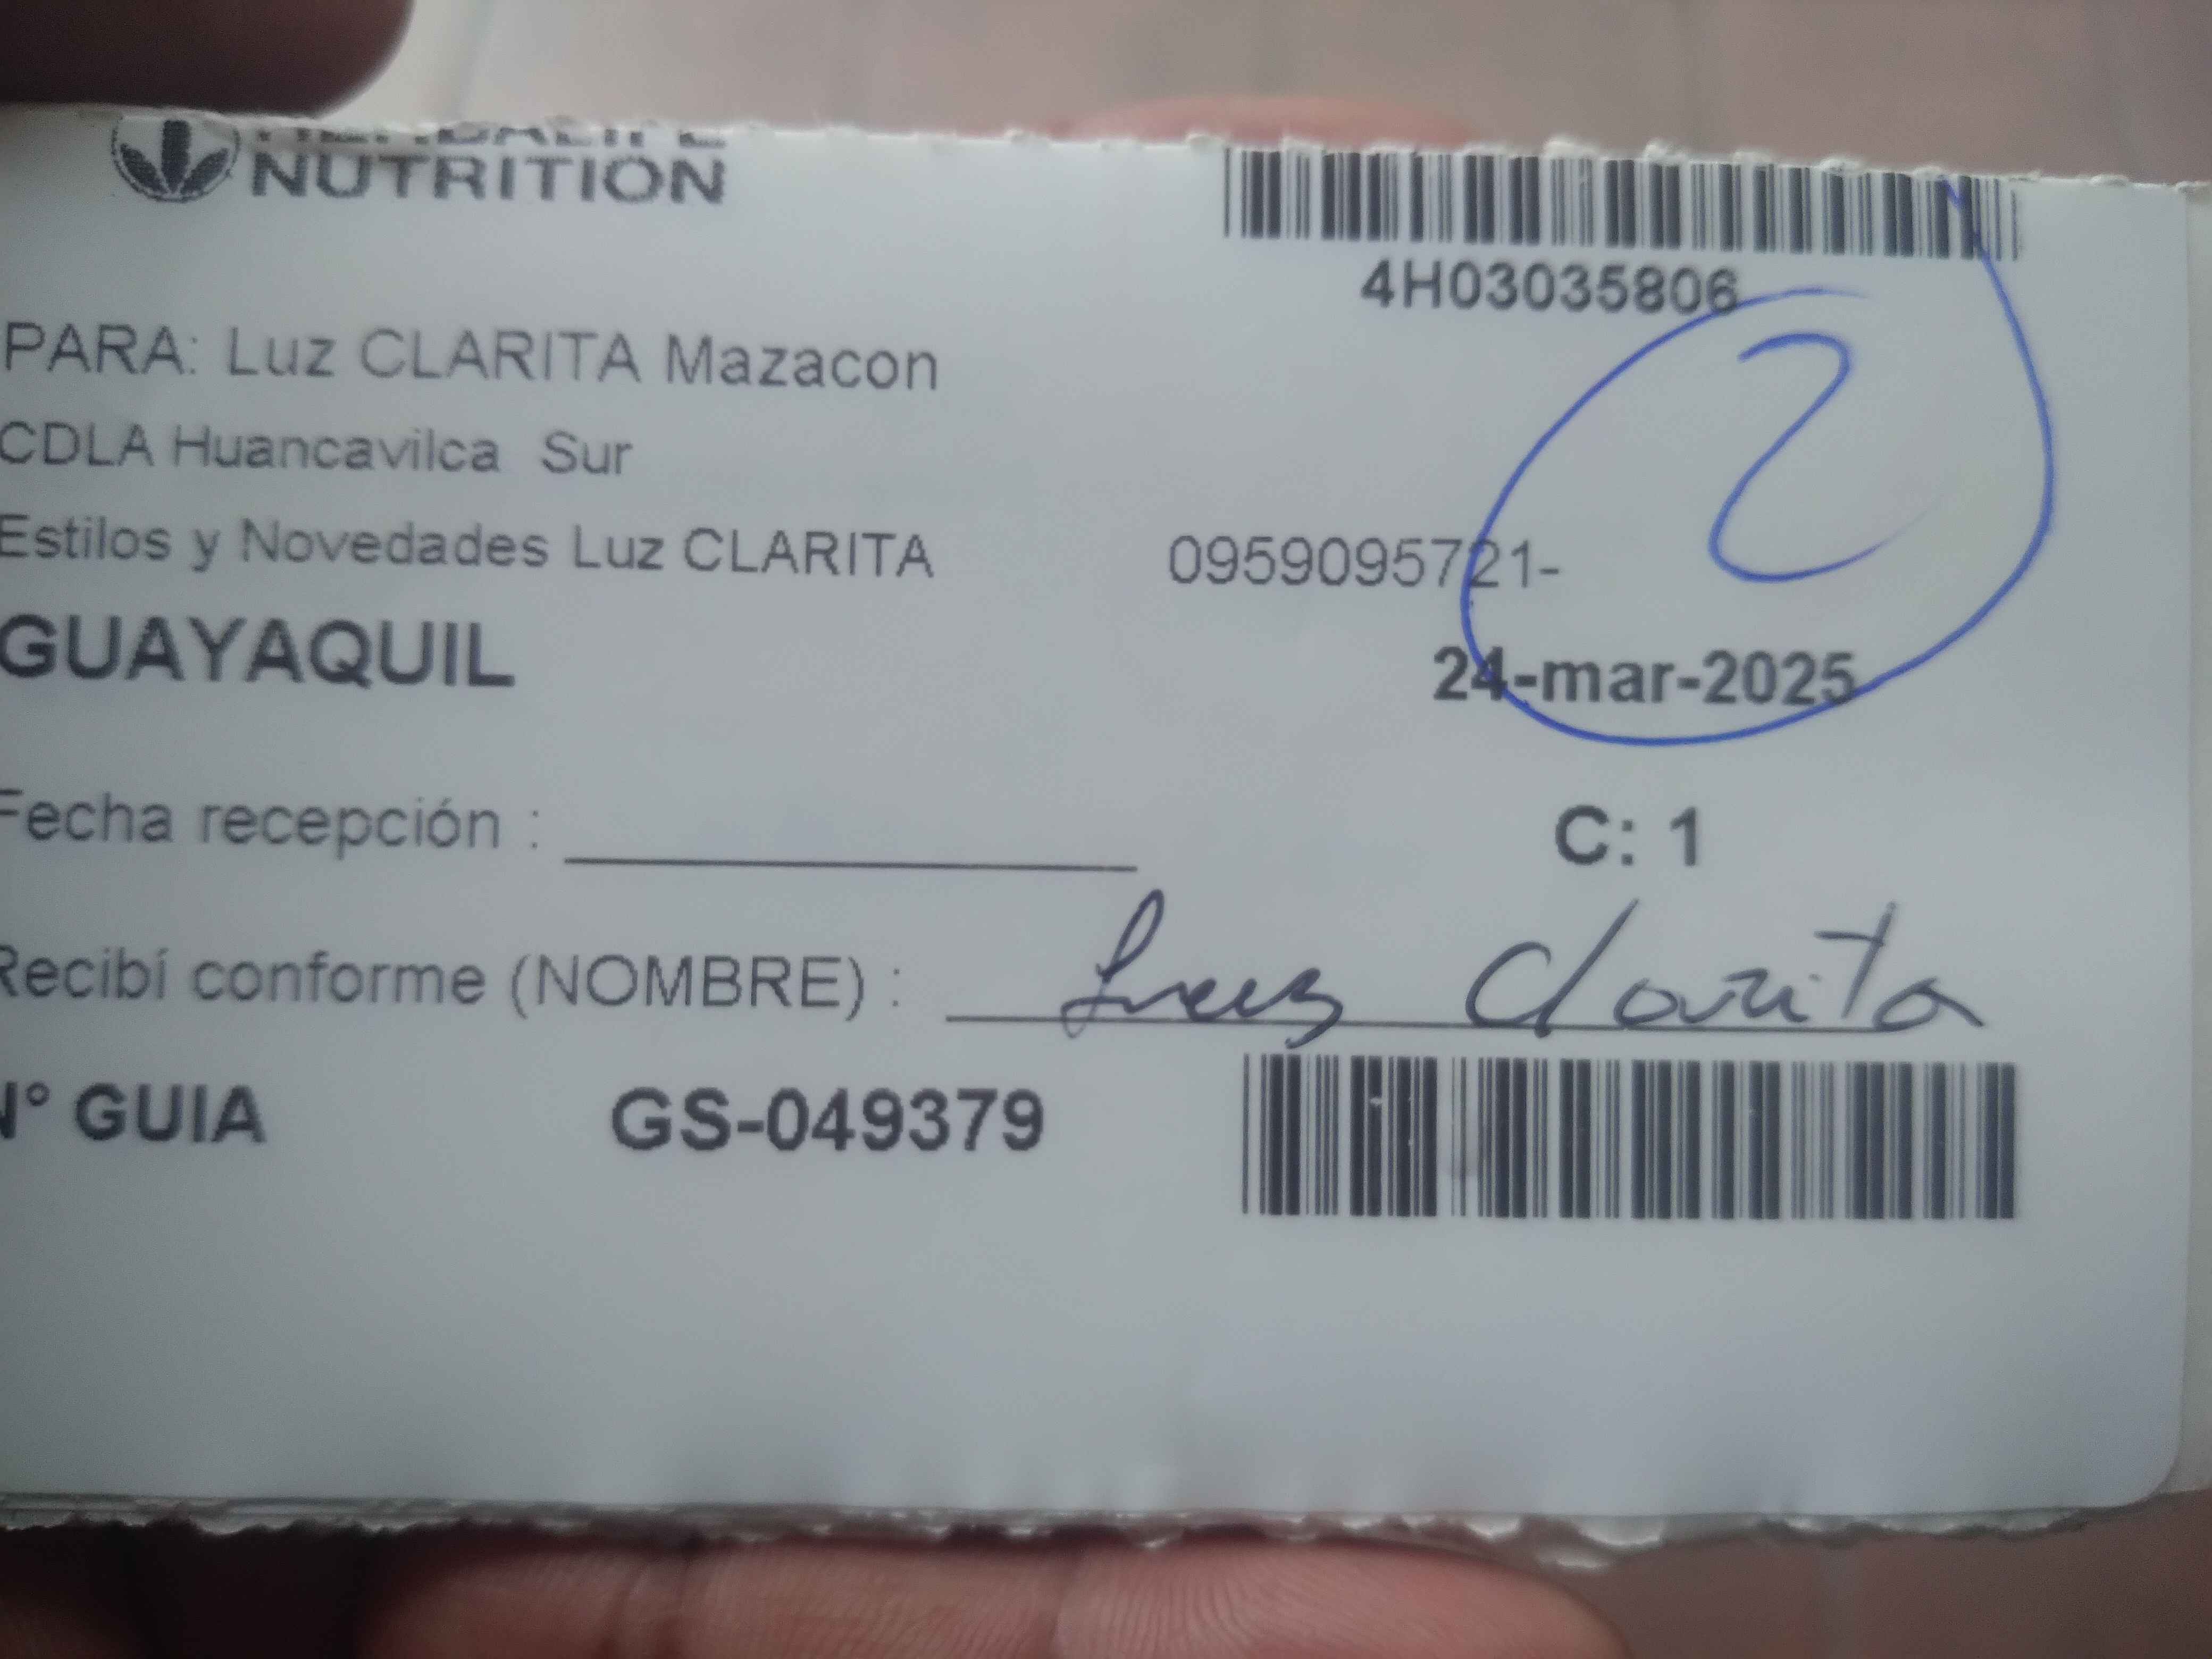 HERBALIFE
NUTRITION
4H03035806
2
PARA: Luz CLARITA Mazacon
CDLA Huancavilca Sur
Estilos y Novedades Luz CLARITA 0959095721-
GUAYAQUIL 24-mar-2025
Fecha recepción : C: 1
Recibí conforme (NOMBRE) : Luz Clarita
N° GUIA GS-049379